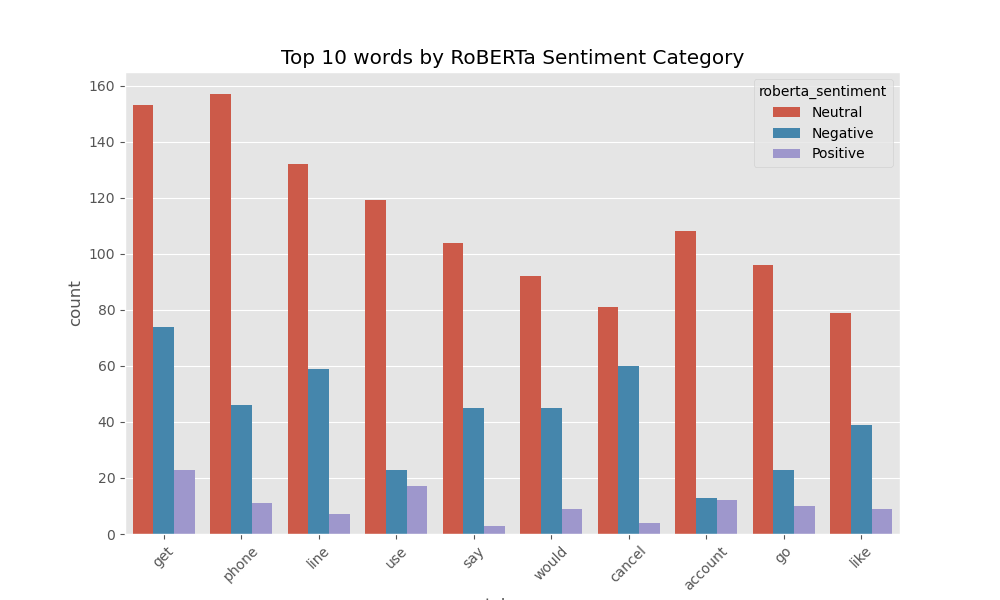 Top 10 words by RoBERTa Sentiment Category
roberta_sentiment
Neutral
Negative
Positive
count
160
140
120
100
80
60
40
20
0
get
phone
line
use
say
would
cancel
account
go
like